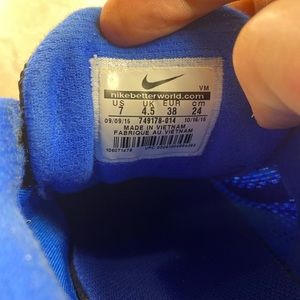 VM
nikebetterworld.com
US UK EUR cm
7 4.5 38 24
09/09/15 749178-014 10/16/15
MADE IN VIETNAM
FABRIQUE AU VIETNAM
UPC